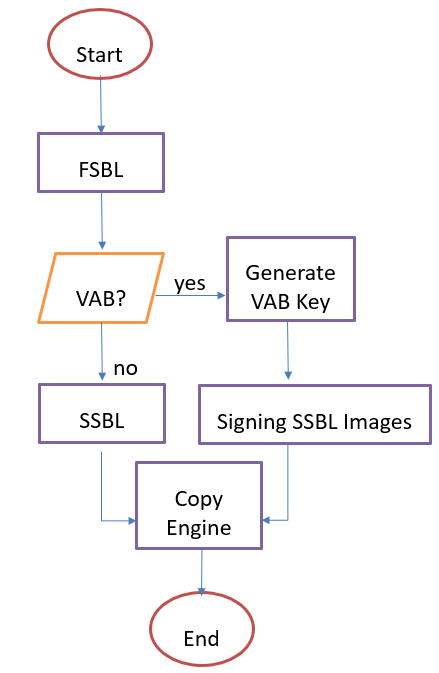 Start
FSBL
VAB?
yes
Generate
VAB Key
no
SSBL
Signing SSBL Images
Copy
Engine
End